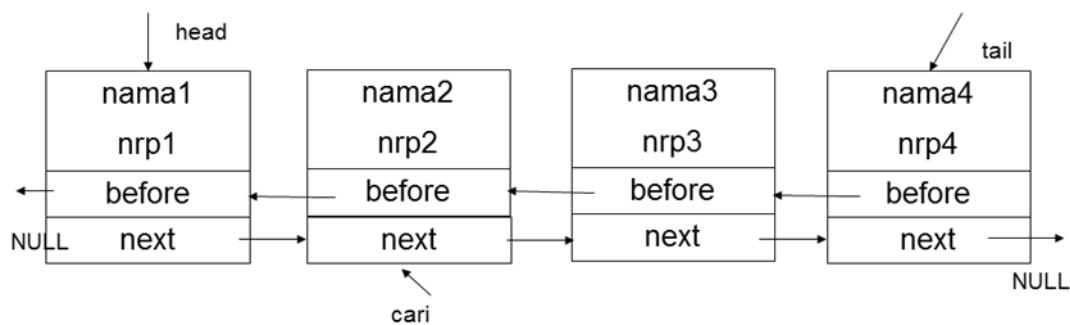 head
tail
nama1
nrp1
before
next
nama2
nrp2
before
next
nama3
nrp3
before
next
nama4
nrp4
before
next
NULL
NULL
cari